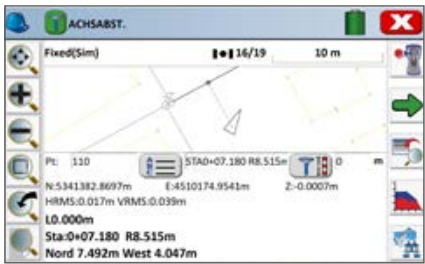 ACHSABST.
Fixed(Sim) 16/19 10 m
Pt: 110 STA0+07.180 R8.515m 0 m
N:5341382.8697m E:4510174.9541m Z:-0.0007m
HRMS:0.017m VRMS:0.039m
L0.000m
Sta:0+07.180 R8.515m
Nord 7.492m West 4.047m